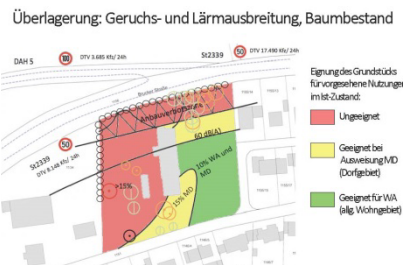 Überlagerung: Geruchs- und Lärmausbreitung, Baumbestand
DAH 5
100
DTV 3.685 Kfz/ 24h
St2339
50
DTV 17.490 Kfz/ 24h
Anbauverbotszone
60 dB(A)
50
St2339
DTV 8.148 Kfz/ 24h
>15%
10% WA und
MD
15% MD
Eignung des Grundstücks
für vorgesehene Nutzungen
im Ist-Zustand:
Ungeeignet
Geeignet bei
Ausweisung MD
(Dorfgebiet)
Geeignet für WA
(allg. Wohngebiet)